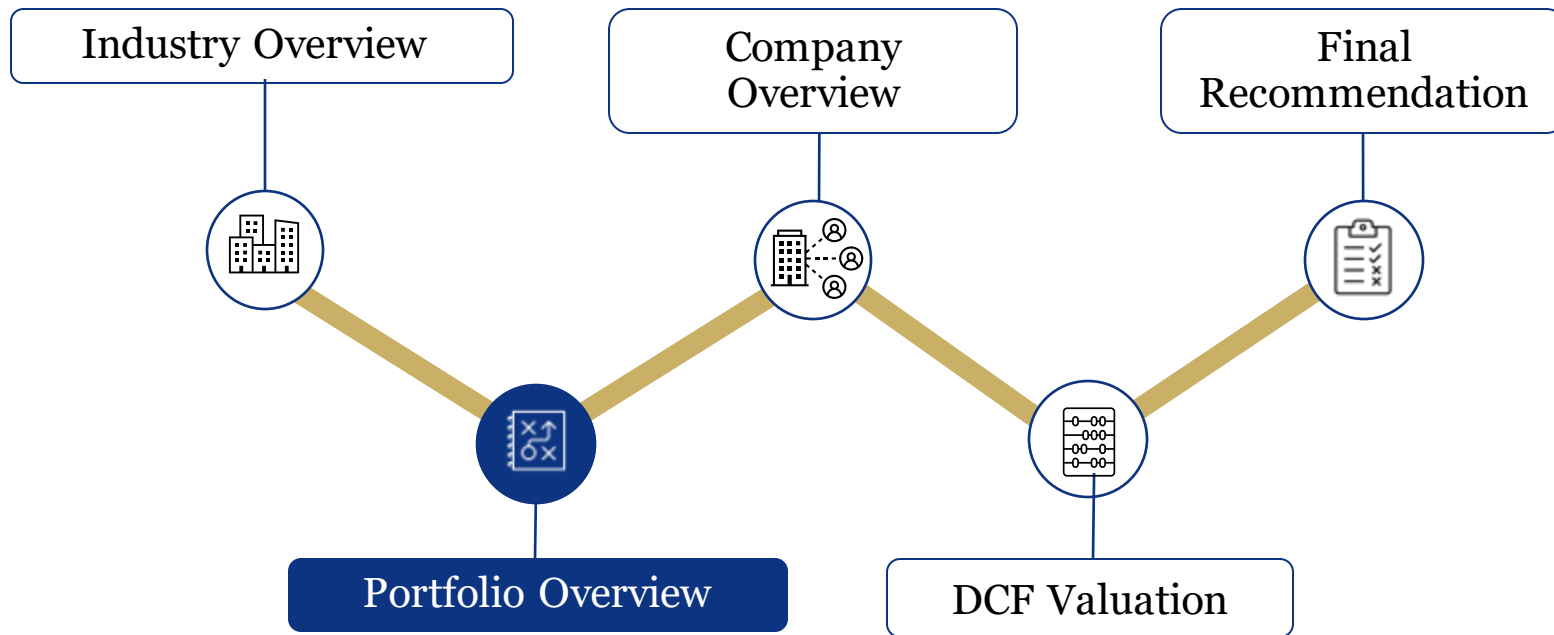 Industry Overview
Company
Overview
Final
Recommendation
Portfolio Overview
DCF Valuation